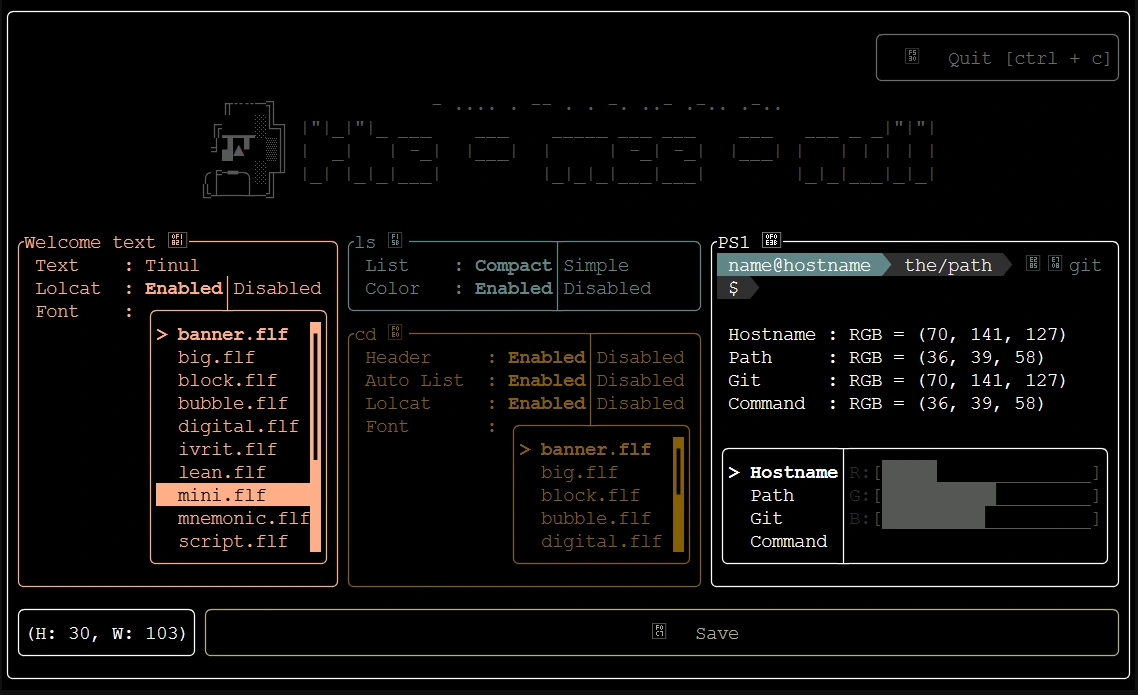 Quit [ctrl + c]
Welcome text
Text : Tinul
Lolcat : Enabled Disabled
Font :
> banner.flf
big.flf
block.flf
bubble.flf
digital.flf
ivrit.flf
lean.flf
mini.flf
mnemonic.flf
script.flf
ls
List : Compact Simple
Color : Enabled Disabled
cd
Header : Enabled Disabled
Auto List : Enabled Disabled
Lolcat : Enabled Disabled
Font :
> banner.flf
big.flf
block.flf
bubble.flf
digital.flf
PS1
name@hostname the/path git
$
Hostname : RGB = (70, 141, 127)
Path : RGB = (36, 39, 58)
Git : RGB = (70, 141, 127)
Command : RGB = (36, 39, 58)
> Hostname R:[ ]
Path G:[ ]
Git B:[ ]
Command
(H: 30, W: 103)
Save